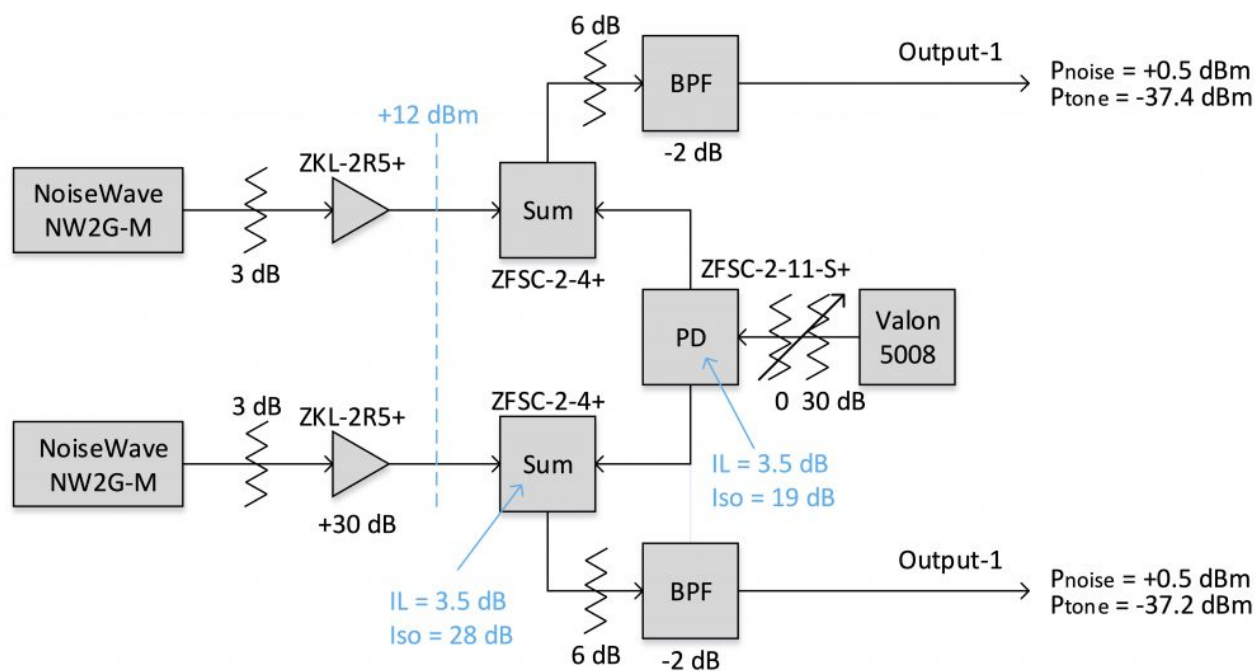 6 dB
Output-1
BPF
Pnoise = +0.5 dBm
Ptone = -37.4 dBm
+12 dBm
-2 dB
ZKL-2R5+
NoiseWave
NW2G-M
Sum
3 dB
ZFSC-2-4+
ZFSC-2-11-S+
PD
Valon
5008
0 30 dB
3 dB
ZKL-2R5+
ZFSC-2-4+
NoiseWave
NW2G-M
Sum
IL = 3.5 dB
Iso = 19 dB
+30 dB
Output-1
BPF
Pnoise = +0.5 dBm
Ptone = -37.2 dBm
IL = 3.5 dB
Iso = 28 dB
6 dB
-2 dB